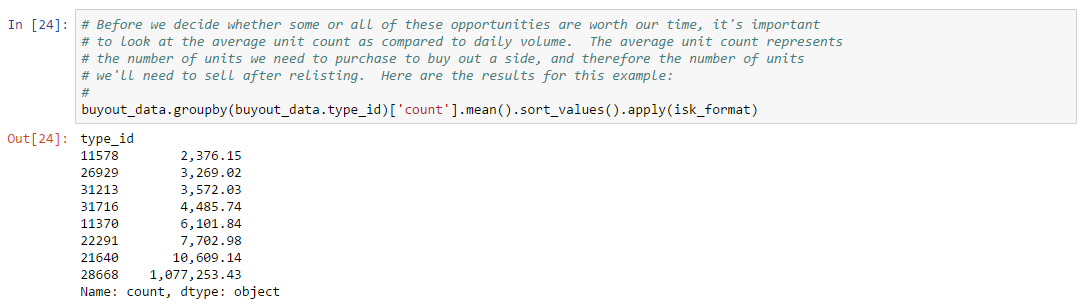 In [24]: # Before we decide whether some or all of these opportunities are worth our time, it's important
# to look at the average unit count as compared to daily volume.  The average unit count represents
# the number of units we need to purchase to buy out a side, and therefore the number of units
# we'll need to sell after relisting.  Here are the results for this example:
#
buyout_data.groupby(buyout_data.type_id)['count'].mean().sort_values().apply(isk_format)
Out[24]: type_id
11578        2,376.15
26929        3,269.02
31213        3,572.03
31716        4,485.74
11370        6,101.84
22291        7,702.98
21640       10,609.14
28668    1,077,253.43
Name: count, dtype: object